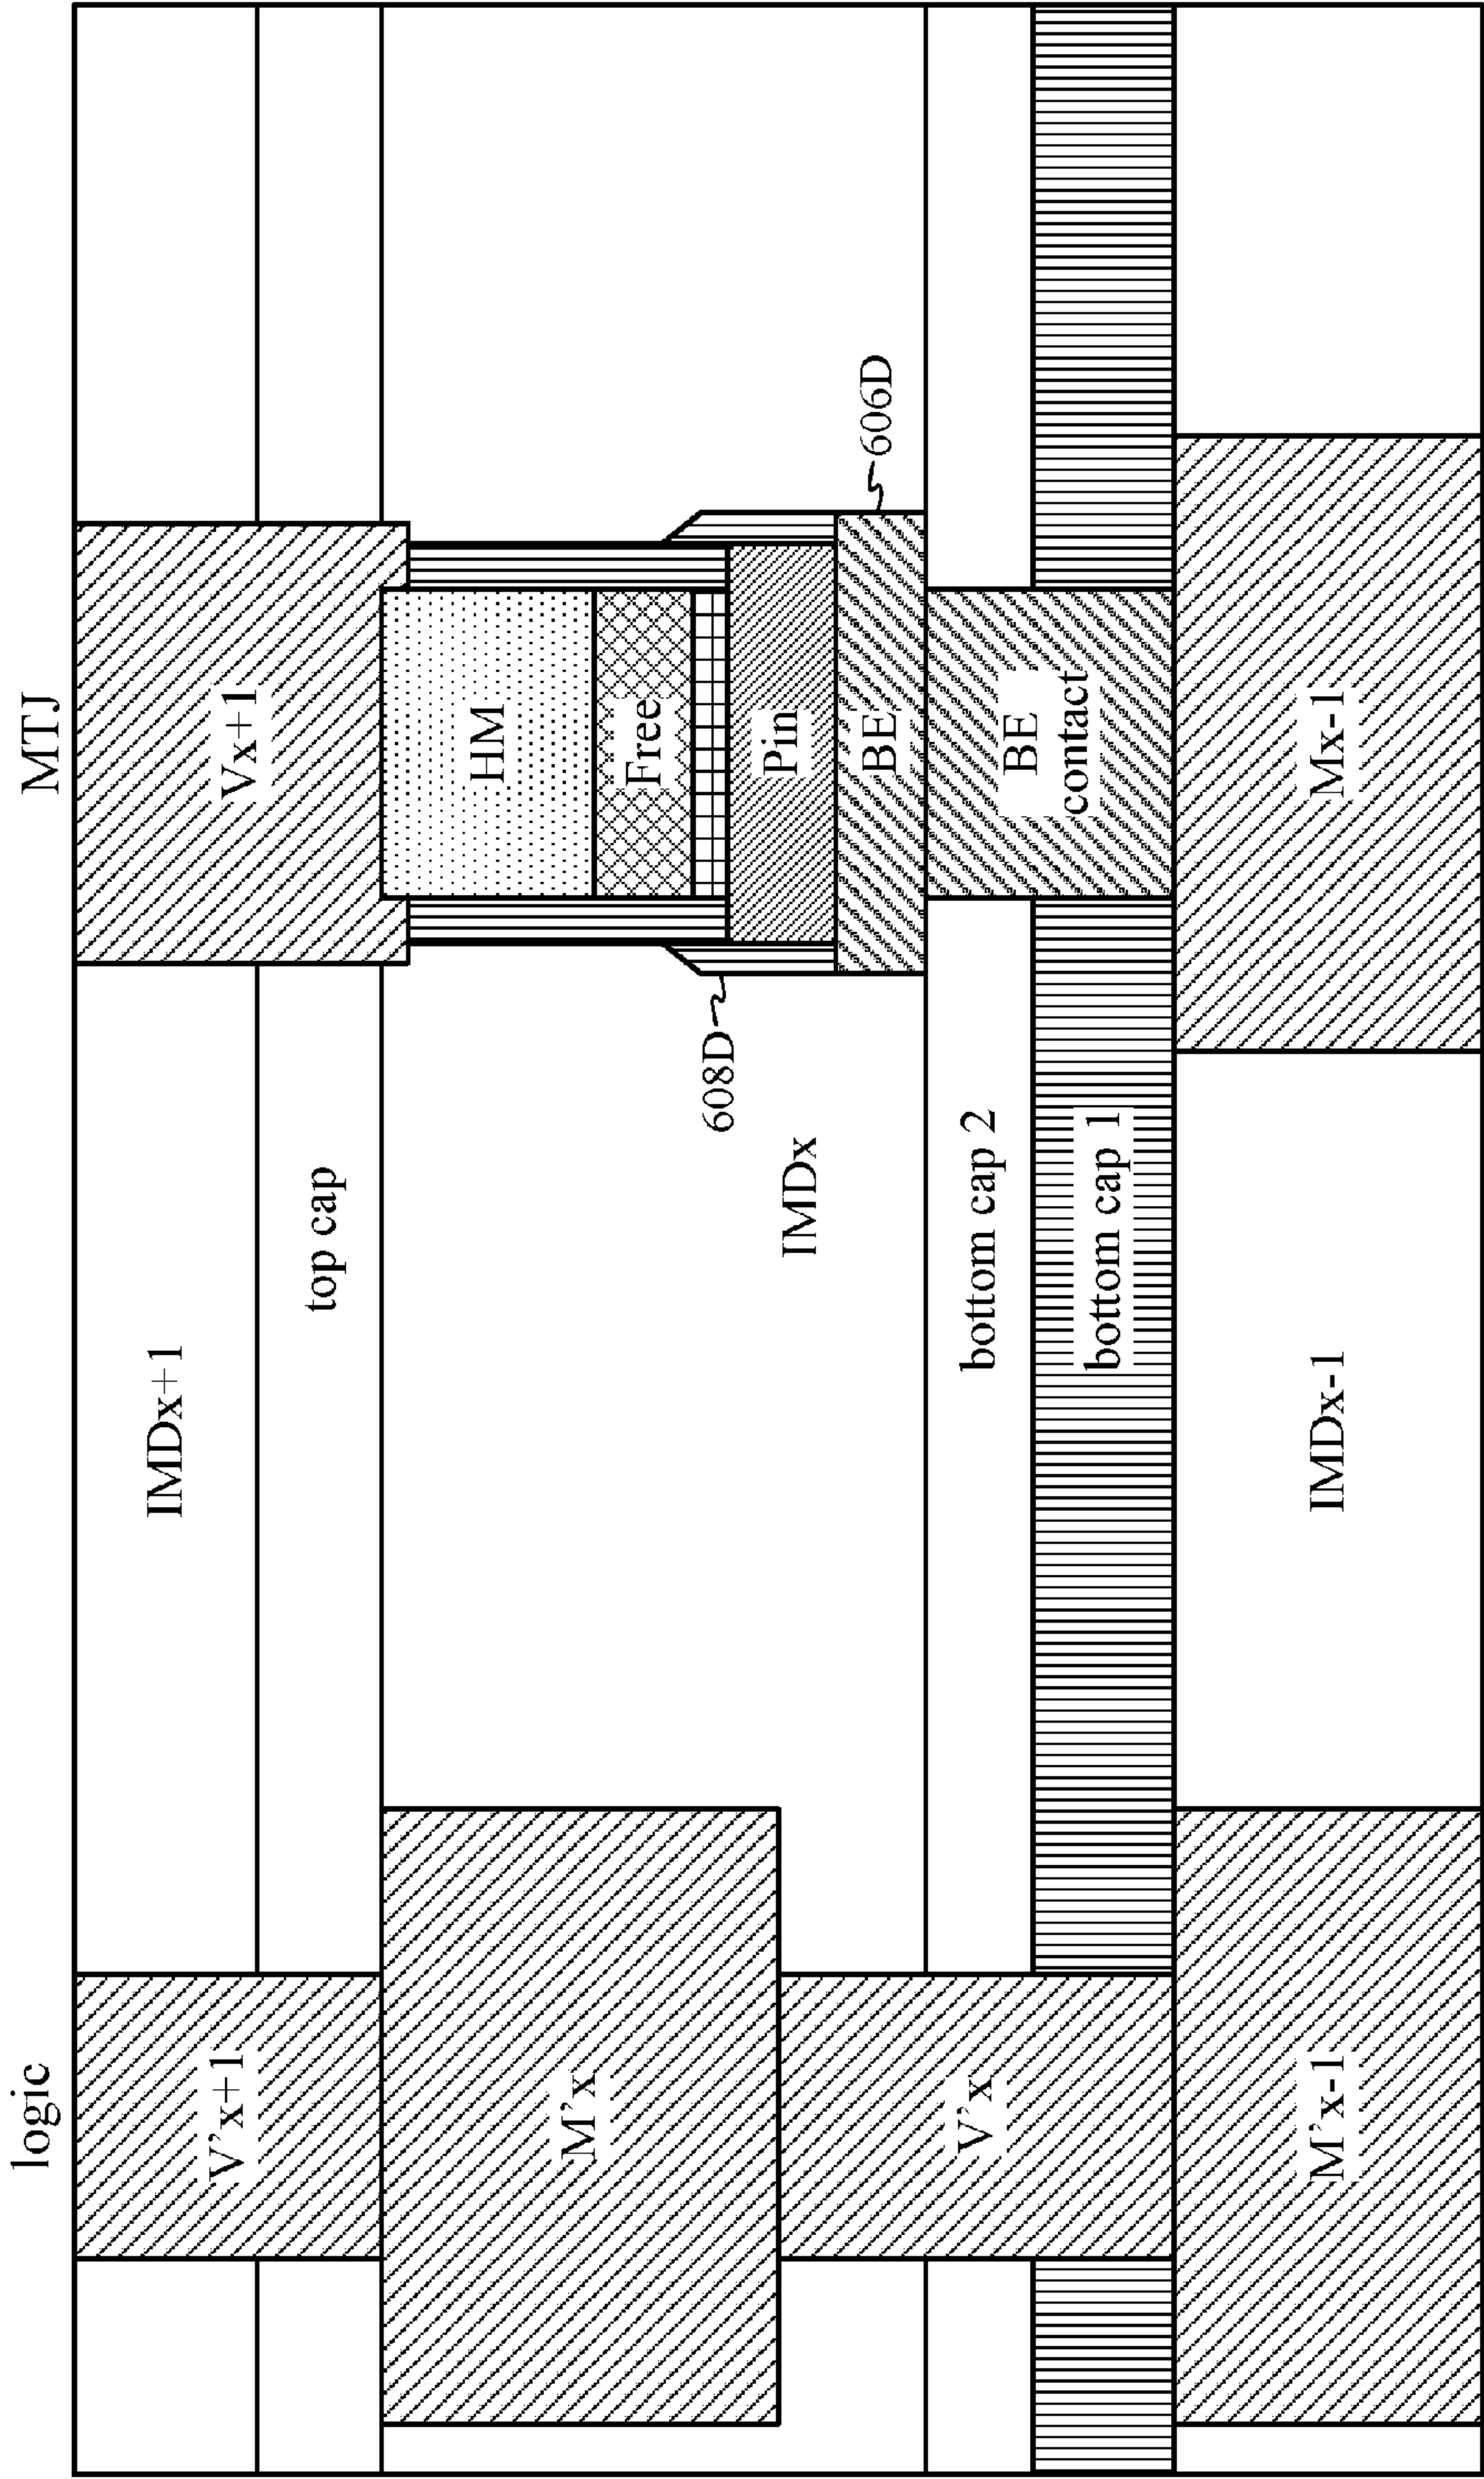 logic
MTJ
V'x+1
IMDx+1
Vx+1
top cap
M'x
HM
Free
608D
Pin
IMDx
BE
606D
V'x
bottom cap 2
BE
contact
bottom cap 1
M'x-1
IMDx-1
Mx-1